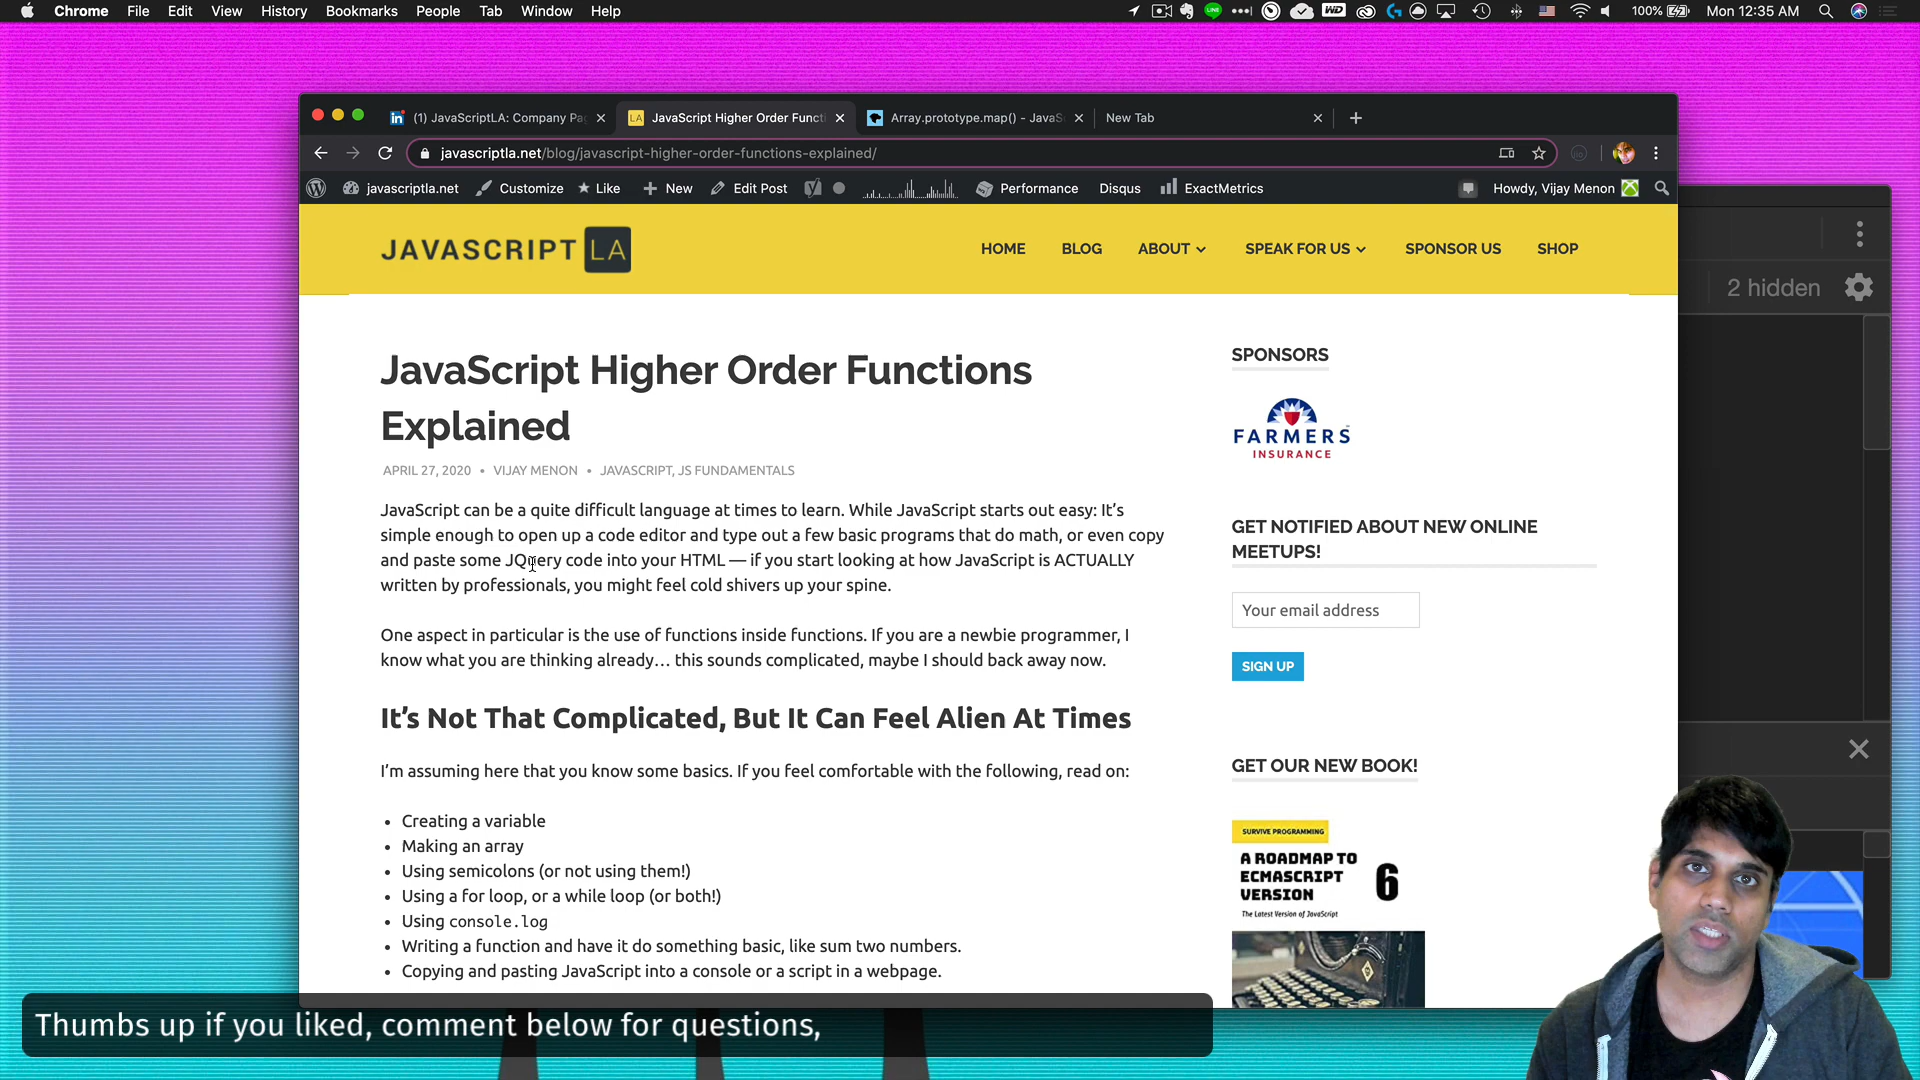 Chrome File Edit View History Bookmarks People Tab Window Help
WD 100% Mon 12:35 AM
(1) JavaScriptLA: Company Pa
LA JavaScript Higher Order Functi
Array.prototype.map() - JavaS
New Tab
javascriptla.net/blog/javascript-higher-order-functions-explained/
javascriptla.net Customize Like New Edit Post Performance Disqus ExactMetrics Howdy, Vijay Menon
JAVASCRIPT LA
HOME BLOG ABOUT SPEAK FOR US SPONSOR US SHOP
2 hidden
JavaScript Higher Order Functions
Explained
APRIL 27, 2020 • VIJAY MENON • JAVASCRIPT, JS FUNDAMENTALS
JavaScript can be a quite difficult language at times to learn. While JavaScript starts out easy: It’s
simple enough to open up a code editor and type out a few basic programs that do math, or even copy
and paste some JQuery code into your HTML — if you start looking at how JavaScript is ACTUALLY
written by professionals, you might feel cold shivers up your spine.
One aspect in particular is the use of functions inside functions. If you are a newbie programmer, I
know what you are thinking already… this sounds complicated, maybe I should back away now.
It’s Not That Complicated, But It Can Feel Alien At Times
I’m assuming here that you know some basics. If you feel comfortable with the following, read on:
• Creating a variable
• Making an array
• Using semicolons (or not using them!)
• Using a for loop, or a while loop (or both!)
• Using console.log
• Writing a function and have it do something basic, like sum two numbers.
• Copying and pasting JavaScript into a console or a script in a webpage.
SPONSORS
FARMERS
INSURANCE
GET NOTIFIED ABOUT NEW ONLINE
MEETUPS!
Your email address
SIGN UP
GET OUR NEW BOOK!
SURVIVE PROGRAMMING
A ROADMAP TO
ECMASCRIPT
VERSION
6
The Latest Version of JavaScript
Thumbs up if you liked, comment below for questions,